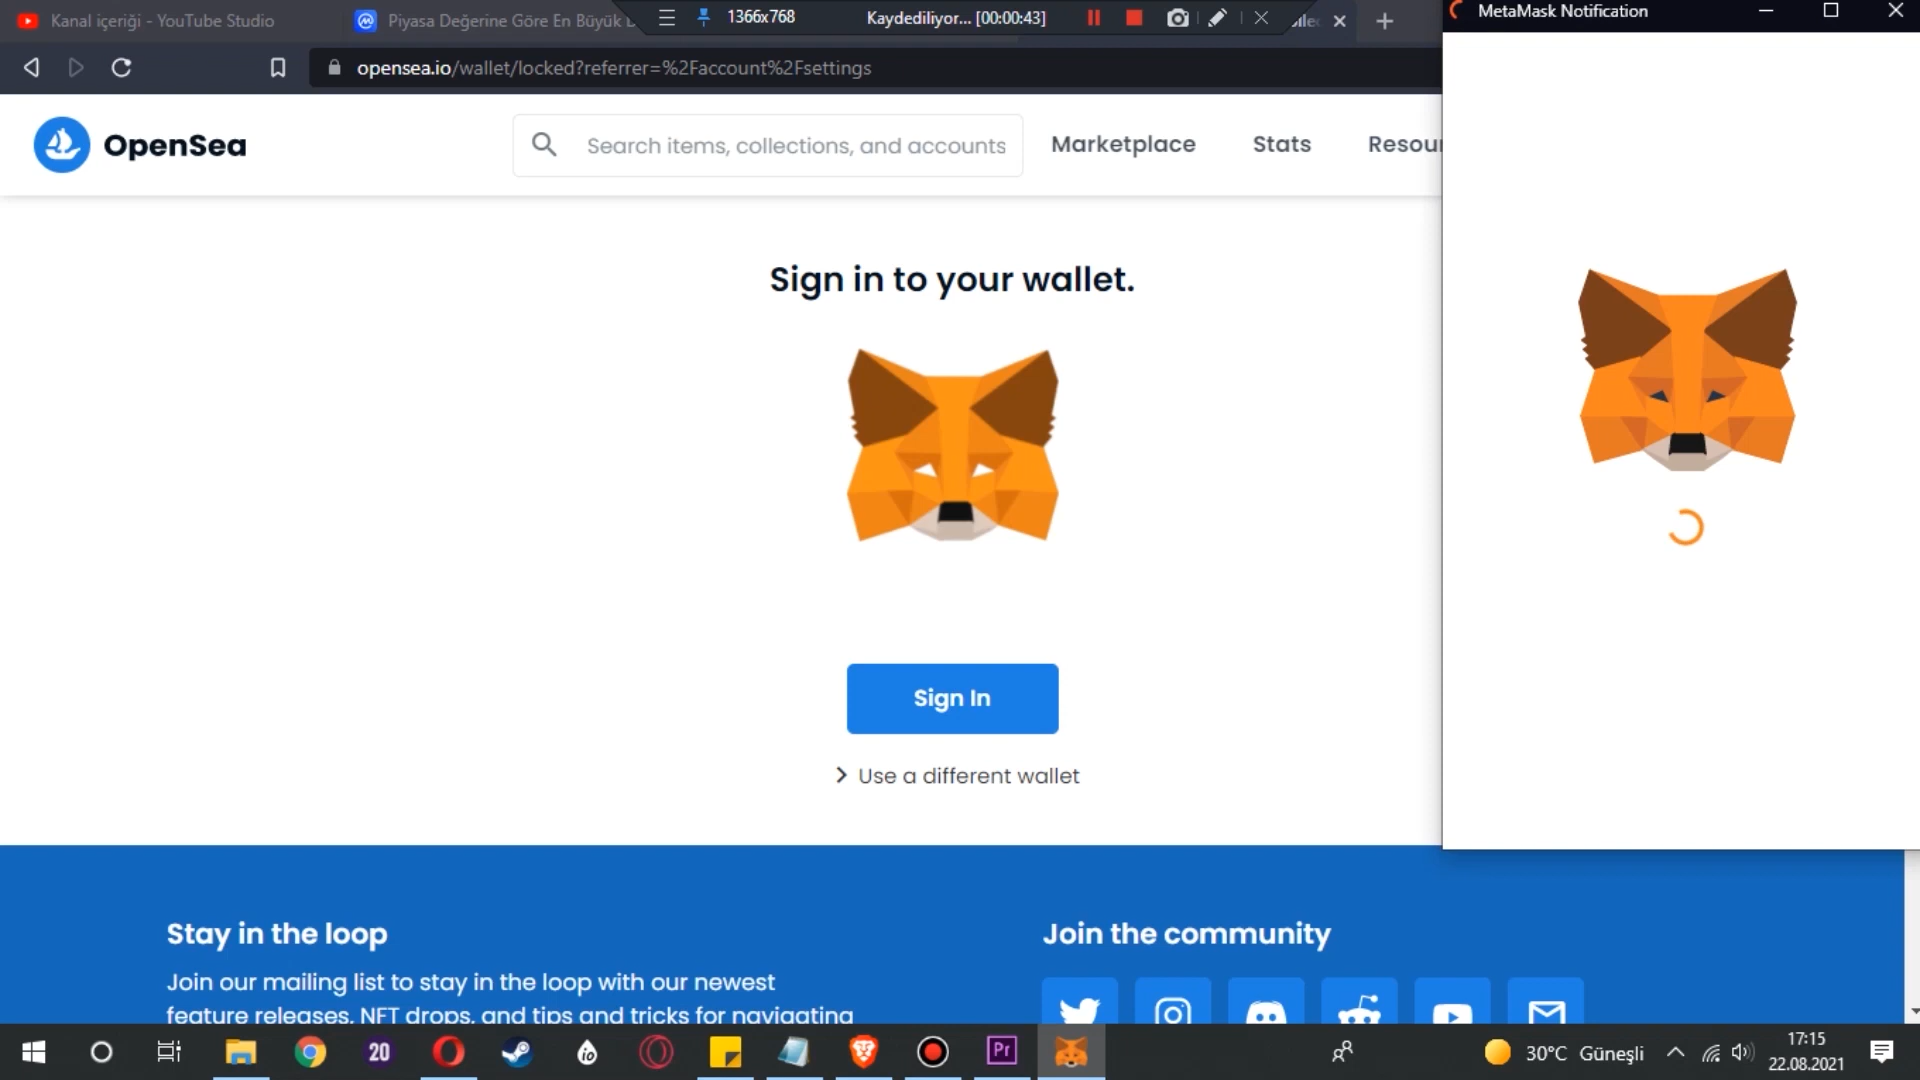 Kanal içeriği - YouTube Studio
Piyasa Değerine Göre En Büyük
1366x768
Kaydediliyor... [00:00:43]
MetaMask Notification
opensea.io/wallet/locked?referrer=%2Faccount%2Fsettings
OpenSea
Search items, collections, and accounts
Marketplace
Stats
Resour
Sign in to your wallet.
Sign In
Use a different wallet
Stay in the loop
Join our mailing list to stay in the loop with our newest
feature releases, NFT drops, and tips and tricks for navigating
Join the community
20
io
Pr
30°C Güneşli
17:15
22.08.2021